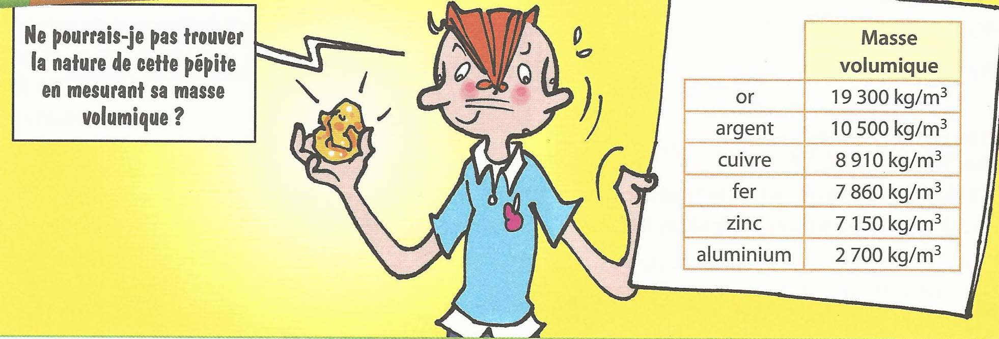 Ne pourrais-je pas trouver
la nature de cette pépite
en mesurant sa masse
volumique ?
Masse
volumique
or 19 300 kg/m³
argent 10 500 kg/m³
cuivre 8 910 kg/m³
fer 7 860 kg/m³
zinc 7 150 kg/m³
aluminium 2 700 kg/m³